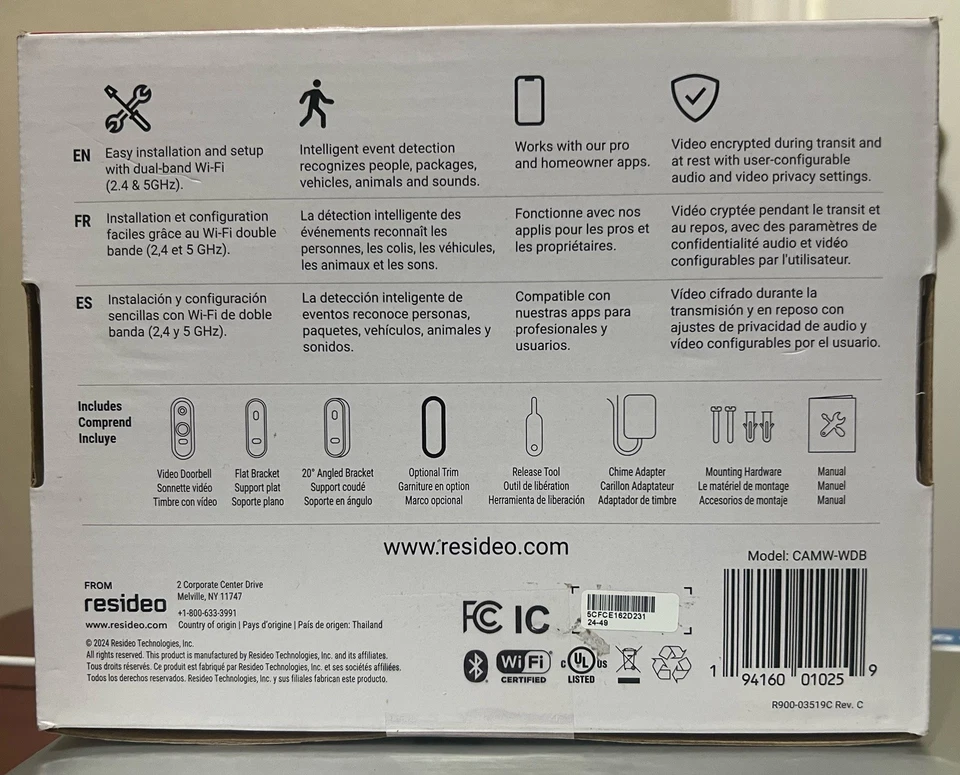 EN
Easy installation and setup
with dual-band Wi-Fi
(2.4 & 5GHz).
Intelligent event detection
recognizes people, packages,
vehicles, animals and sounds.
Works with our pro
and homeowner apps.
Video encrypted during transit and
at rest with user-configurable
audio and video privacy settings.
FR
Installation et configuration
faciles grâce au Wi-Fi double
bande (2,4 et 5 GHz).
La détection intelligente des
événements reconnaît les
personnes, les colis, les véhicules,
les animaux et les sons.
Fonctionne avec nos
applis pour les pros et
les propriétaires.
Vidéo cryptée pendant le transit et
au repos, avec des paramètres de
confidentialité audio et vidéo
configurables par l'utilisateur.
ES
Instalación y configuración
sencillas con Wi-Fi de doble
banda (2,4 y 5 GHz).
La detección inteligente de
eventos reconoce personas,
paquetes, vehículos, animales y
sonidos.
Compatible con
nuestras apps para
profesionales y
usuarios.
Vídeo cifrado durante la
transmisión y en reposo con
ajustes de privacidad de audio y
vídeo configurables por el usuario.
Includes
Comprend
Incluye
Video Doorbell
Sonnette vidéo
Timbre con vídeo
Flat Bracket
Support plat
Soporte plano
20° Angled Bracket
Support coudé
Soporte en ángulo
Optional Trim
Garniture en option
Marco opcional
Release Tool
Outil de libération
Herramienta de liberación
Chime Adapter
Carillon Adaptateur
Adaptador de timbre
Mounting Hardware
Le matériel de montage
Accesorios de montaje
Manual
Manuel
Manual
www.resideo.com
Model: CAMW-WDB
FROM
resideo
www.resideo.com
2 Corporate Center Drive
Melville, NY 11747
+1-800-633-3991
Country of origin | Pays d'origine | País de origen: Thailand
© 2024 Resideo Technologies, Inc.
All rights reserved. This product is manufactured by Resideo Technologies, Inc. and its affiliates.
Tous droits réservés. Ce produit est fabriqué par Resideo Technologies, Inc. et ses sociétés affiliées.
Todos los derechos reservados. Resideo Technologies, Inc. y sus filiales fabrican este producto.
FC IC
5CFCE162D231
24-49
Wi Fi
CERTIFIED
C UL US
LISTED
1 94160 01025 9
R900-03519C Rev. C